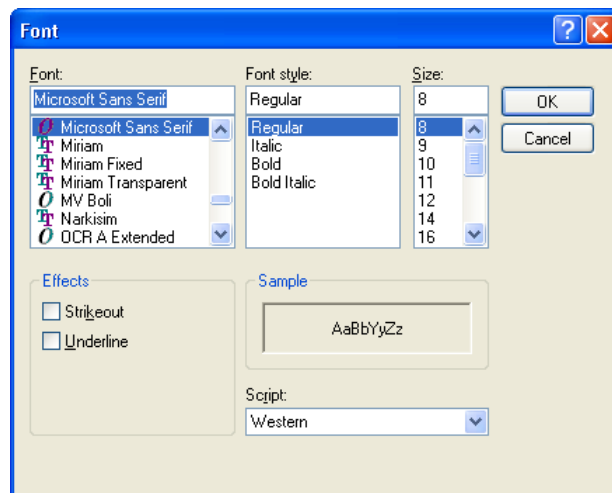 Font
Font: Font style: Size:
Microsoft Sans Serif Regular 8 OK
Microsoft Sans Serif Regular 8 Cancel
Miriam Italic 9
Miriam Fixed Bold 10
Miriam Transparent Bold Italic 11
MV Boli 12
Narkisim 14
OCR A Extended 16
Effects Sample
Strikeout AaBbYyZz
Underline
Script:
Western